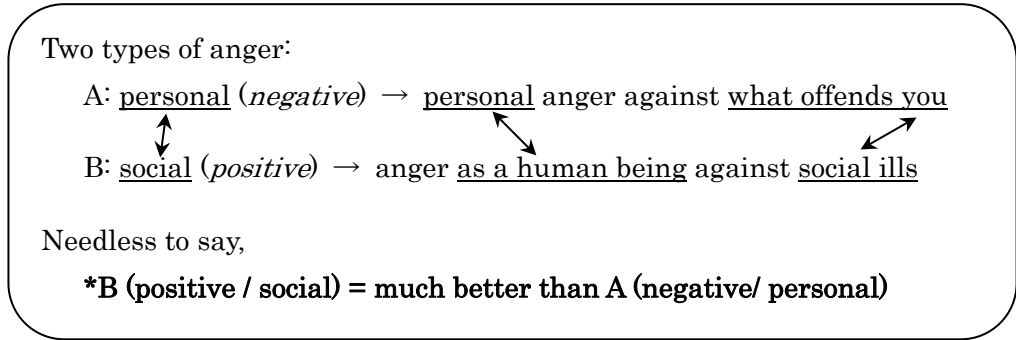 Two types of anger:
A: personal (negative) → personal anger against what offends you
B: social (positive) → anger as a human being against social ills
Needless to say,
*B (positive / social) = much better than A (negative/ personal)